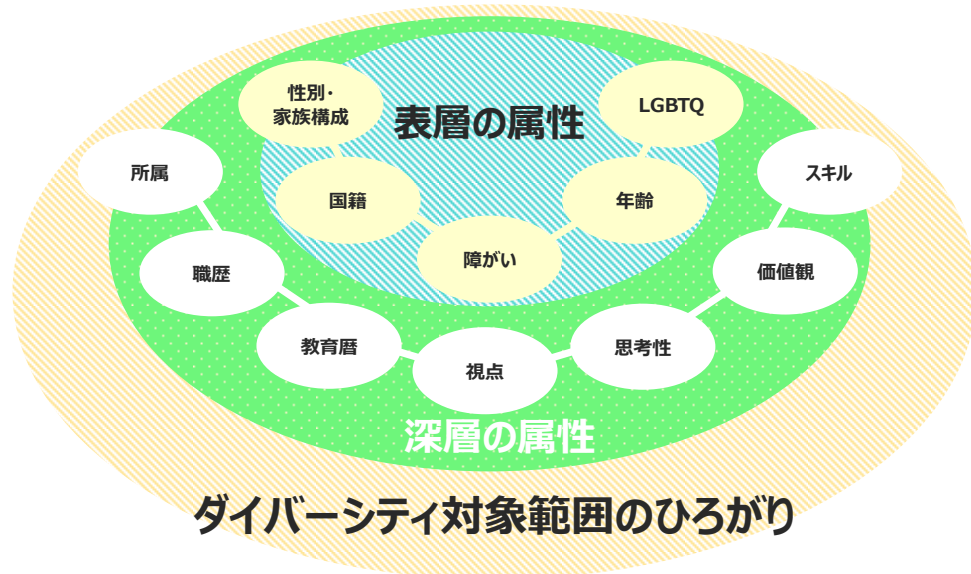 性別・
家族構成
表層の属性
LGBTQ
所属
国籍
年齢
スキル
職歴
障がい
価値観
教育暦
視点
思考性
深層の属性
ダイバーシティ対象範囲のひろがり